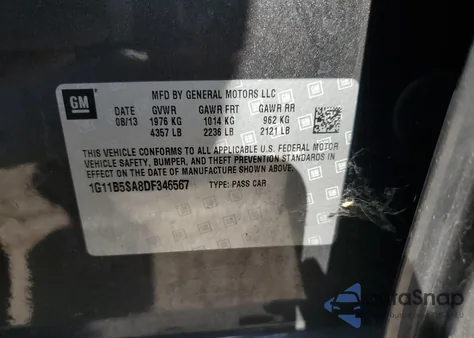 GM
MFD BY GENERAL MOTORS LLC
DATE GVWR GAWR FRT GAWR RR
08/13 1976 KG 1014 KG 962 KG
4357 LB 2236 LB 2121 LB
THIS VEHICLE CONFORMS TO ALL APPLICABLE U.S. FEDERAL MOTOR
VEHICLE SAFETY, BUMPER, AND THEFT PREVENTION STANDARDS IN
EFFECT ON THE DATE OF MANUFACTURE SHOWN ABOVE.
1G11B5SA8DF346567 TYPE: PASS CAR
AutoSnap